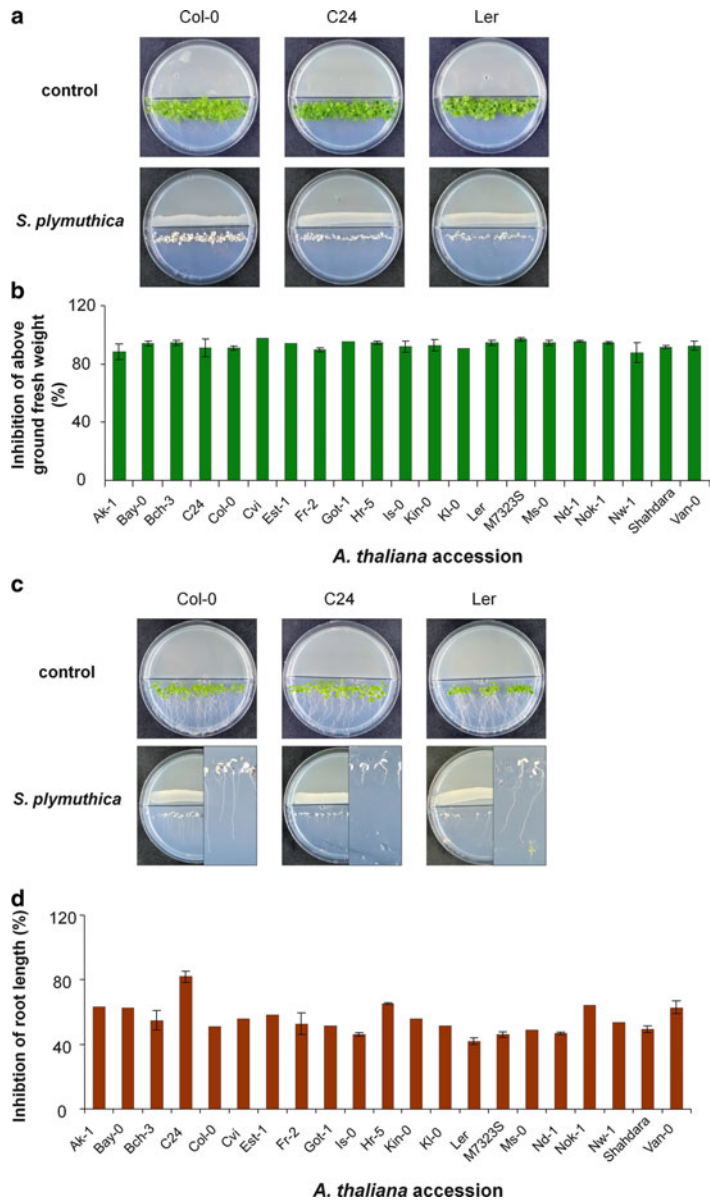 a
Col-0 C24 Ler
control
S. plymuthica
b
Inhibition of above
ground fresh weight
(%)
120
80
40
0
Ak-1 Bay-0 Bch-3 C24 Col-0 Cvi Est-1 Fr-2 Got-1 Hr-5 Is-0 Kin-0 Kl-0 Ler M7323S Ms-0 Nd-1 Nok-1 Nw-1 Shahdara Van-0
A. thaliana accession
c
Col-0 C24 Ler
control
S. plymuthica
d
Inhibtion of root length (%)
120
80
40
0
Ak-1 Bay-0 Bch-3 C24 Col-0 Cvi Est-1 Fr-2 Got-1 Is-0 Hr-5 Kin-0 Kl-0 Ler M7323S Ms-0 Nd-1 Nok-1 Nw-1 Shahdara Van-0
A. thaliana accession